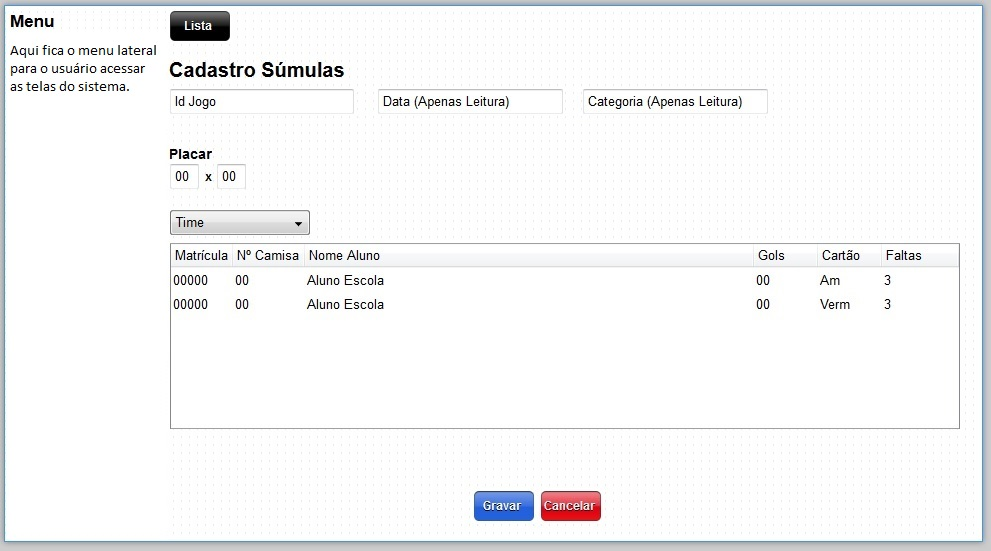 Menu
Aqui fica o menu lateral
para o usuário acessar
as telas do sistema.
Lista
Cadastro Súmulas
Id Jogo Data (Apenas Leitura) Categoria (Apenas Leitura)
Placar
00 x 00
Time
Matrícula Nº Camisa Nome Aluno Gols Cartão Faltas
00000 00 Aluno Escola 00 Am 3
00000 00 Aluno Escola 00 Verm 3
Gravar Cancelar